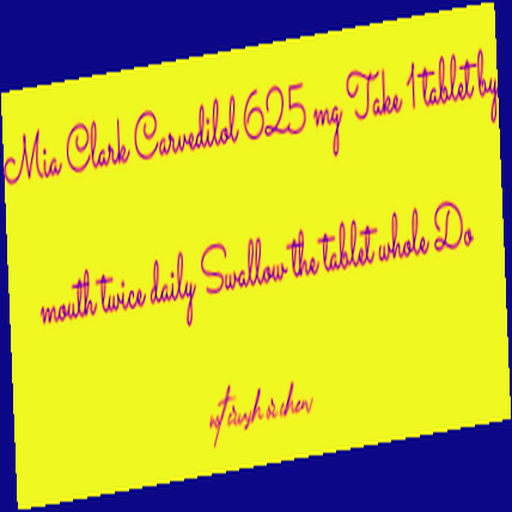 Mia Clark Carvedilol 625 mg Take 1 tablet by
mouth twice daily Swallow the tablet whole Do
not crush or chew